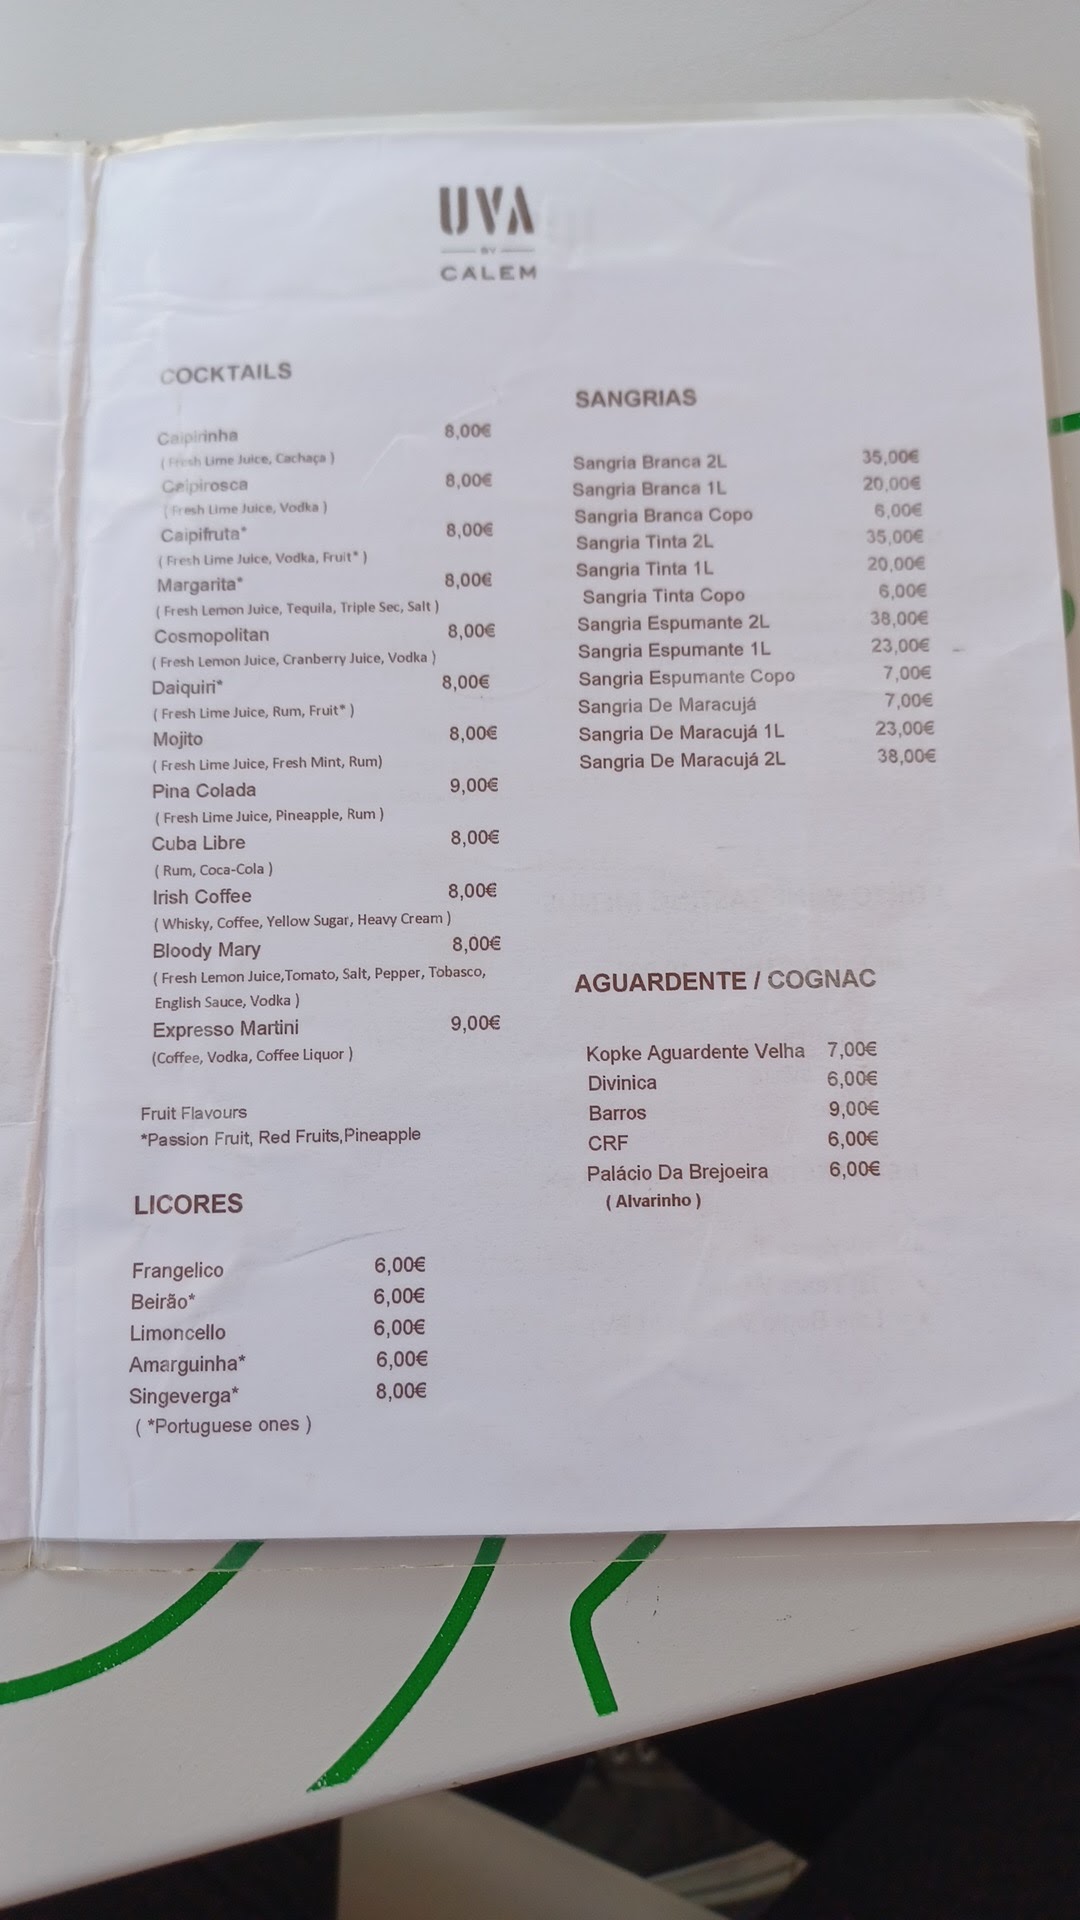 UVA
BY
CALEM
COCKTAILS
Caipirinha 8,00€
( Fresh Lime Juice, Cachaça )
Caipirosca 8,00€
( Fresh Lime Juice, Vodka )
Caipifruta* 8,00€
( Fresh Lime Juice, Vodka, Fruit* )
Margarita* 8,00€
( Fresh Lemon Juice, Tequila, Triple Sec, Salt )
Cosmopolitan 8,00€
( Fresh Lemon Juice, Cranberry Juice, Vodka )
Daiquiri* 8,00€
( Fresh Lime Juice, Rum, Fruit* )
Mojito 8,00€
( Fresh Lime Juice, Fresh Mint, Rum)
Pina Colada 9,00€
( Fresh Lime Juice, Pineapple, Rum )
Cuba Libre 8,00€
( Rum, Coca-Cola )
Irish Coffee 8,00€
( Whisky, Coffee, Yellow Sugar, Heavy Cream )
Bloody Mary 8,00€
( Fresh Lemon Juice,Tomato, Salt, Pepper, Tobasco,
English Sauce, Vodka )
Expresso Martini 9,00€
(Coffee, Vodka, Coffee Liquor )
Fruit Flavours
*Passion Fruit, Red Fruits,Pineapple
LICORES
Frangelico 6,00€
Beirão* 6,00€
Limoncello 6,00€
Amarguinha* 6,00€
Singeverga* 8,00€
( *Portuguese ones )
SANGRIAS
Sangria Branca 2L 35,00€
Sangria Branca 1L 20,00€
Sangria Branca Copo 6,00€
Sangria Tinta 2L 35,00€
Sangria Tinta 1L 20,00€
Sangria Tinta Copo 6,00€
Sangria Espumante 2L 38,00€
Sangria Espumante 1L 23,00€
Sangria Espumante Copo 7,00€
Sangria De Maracujá 7,00€
Sangria De Maracujá 1L 23,00€
Sangria De Maracujá 2L 38,00€
AGUARDENTE / COGNAC
Kopke Aguardente Velha 7,00€
Divinica 6,00€
Barros 9,00€
CRF 6,00€
Palácio Da Brejoeira 6,00€
( Alvarinho )